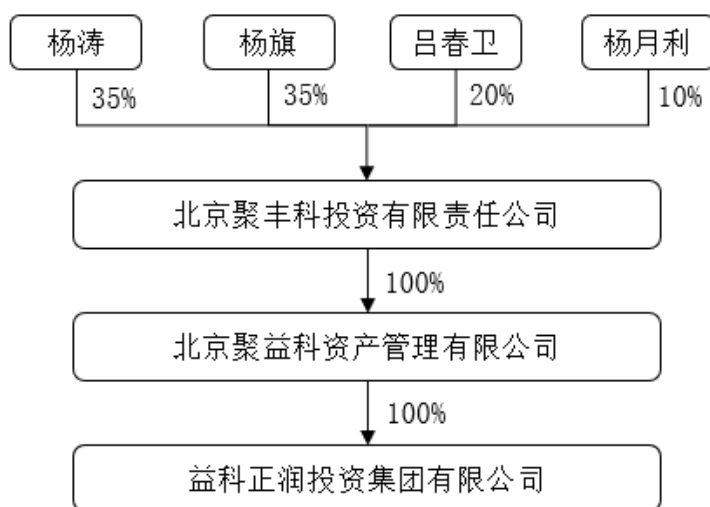 杨涛 杨旗 吕春卫 杨月利
35% 35% 20% 10%
北京聚丰科投资有限责任公司
100%
北京聚益科资产管理有限公司
100%
益科正润投资集团有限公司